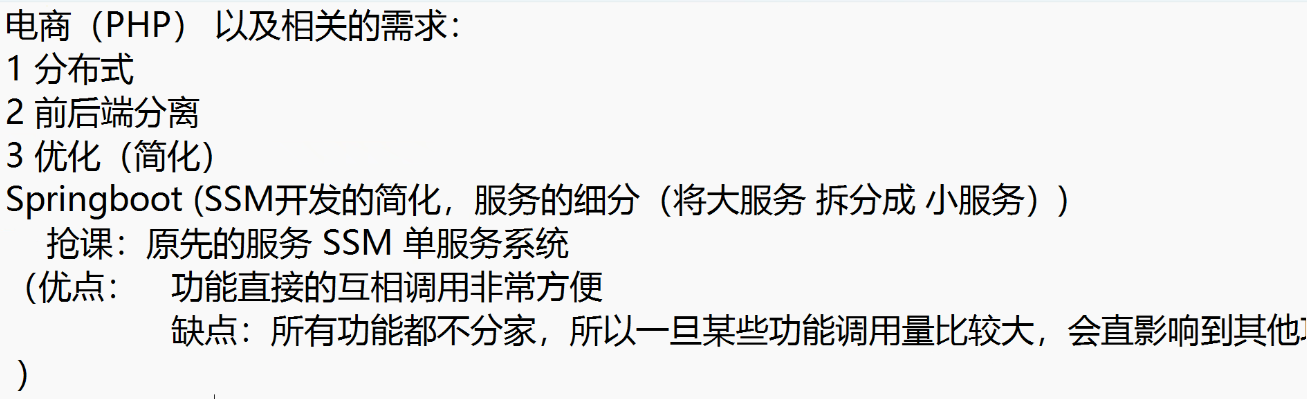 电商（PHP） 以及相关的需求：
1 分布式
2 前后端分离
3 优化（简化）
Springboot (SSM开发的简化，服务的细分（将大服务 拆分成 小服务）)
抢课：原先的服务 SSM 单服务系统
（优点： 功能直接的互相调用非常方便
缺点：所有功能都不分家，所以一旦某些功能调用量比较大，会直影响到其他
）